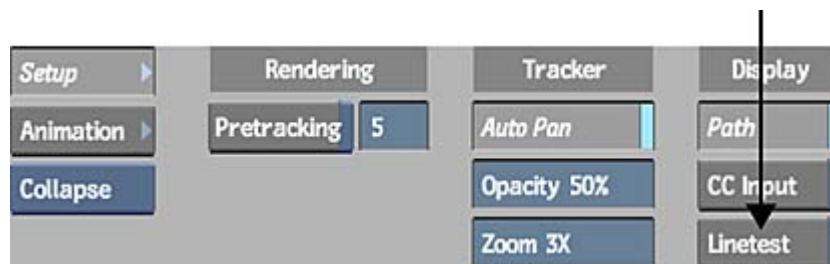 Setup Rendering Tracker Display
Animation Pretracking 5 Auto Pan Path
Collapse Opacity 50% CC Input
Zoom 3X Linetest